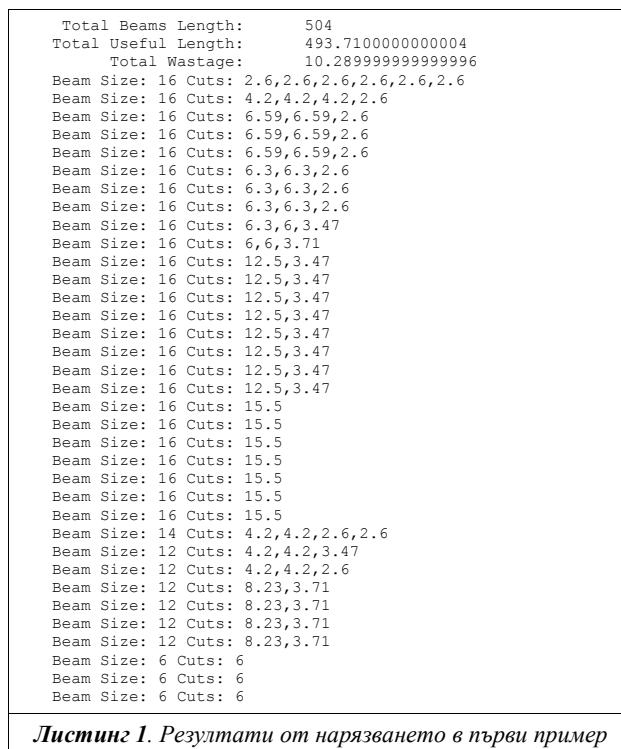 Total Beams Length: 504
Total Useful Length: 493.7100000000004
Total Wastage: 10.289999999999996
Beam Size: 16 Cuts: 2.6,2.6,2.6,2.6,2.6,2.6
Beam Size: 16 Cuts: 4.2,4.2,4.2,2.6
Beam Size: 16 Cuts: 6.59,6.59,2.6
Beam Size: 16 Cuts: 6.59,6.59,2.6
Beam Size: 16 Cuts: 6.59,6.59,2.6
Beam Size: 16 Cuts: 6.3,6.3,2.6
Beam Size: 16 Cuts: 6.3,6.3,2.6
Beam Size: 16 Cuts: 6.3,6.3,2.6
Beam Size: 16 Cuts: 6.3,6,3.47
Beam Size: 16 Cuts: 6,6,3.71
Beam Size: 16 Cuts: 12.5,3.47
Beam Size: 16 Cuts: 12.5,3.47
Beam Size: 16 Cuts: 12.5,3.47
Beam Size: 16 Cuts: 12.5,3.47
Beam Size: 16 Cuts: 12.5,3.47
Beam Size: 16 Cuts: 12.5,3.47
Beam Size: 16 Cuts: 12.5,3.47
Beam Size: 16 Cuts: 12.5,3.47
Beam Size: 16 Cuts: 15.5
Beam Size: 16 Cuts: 15.5
Beam Size: 16 Cuts: 15.5
Beam Size: 16 Cuts: 15.5
Beam Size: 16 Cuts: 15.5
Beam Size: 16 Cuts: 15.5
Beam Size: 16 Cuts: 15.5
Beam Size: 14 Cuts: 4.2,4.2,2.6,2.6
Beam Size: 12 Cuts: 4.2,4.2,3.47
Beam Size: 12 Cuts: 4.2,4.2,2.6
Beam Size: 12 Cuts: 8.23,3.71
Beam Size: 12 Cuts: 8.23,3.71
Beam Size: 12 Cuts: 8.23,3.71
Beam Size: 12 Cuts: 8.23,3.71
Beam Size: 6 Cuts: 6
Beam Size: 6 Cuts: 6
Beam Size: 6 Cuts: 6
Листинг 1. Резултати от нарязването в първи пример